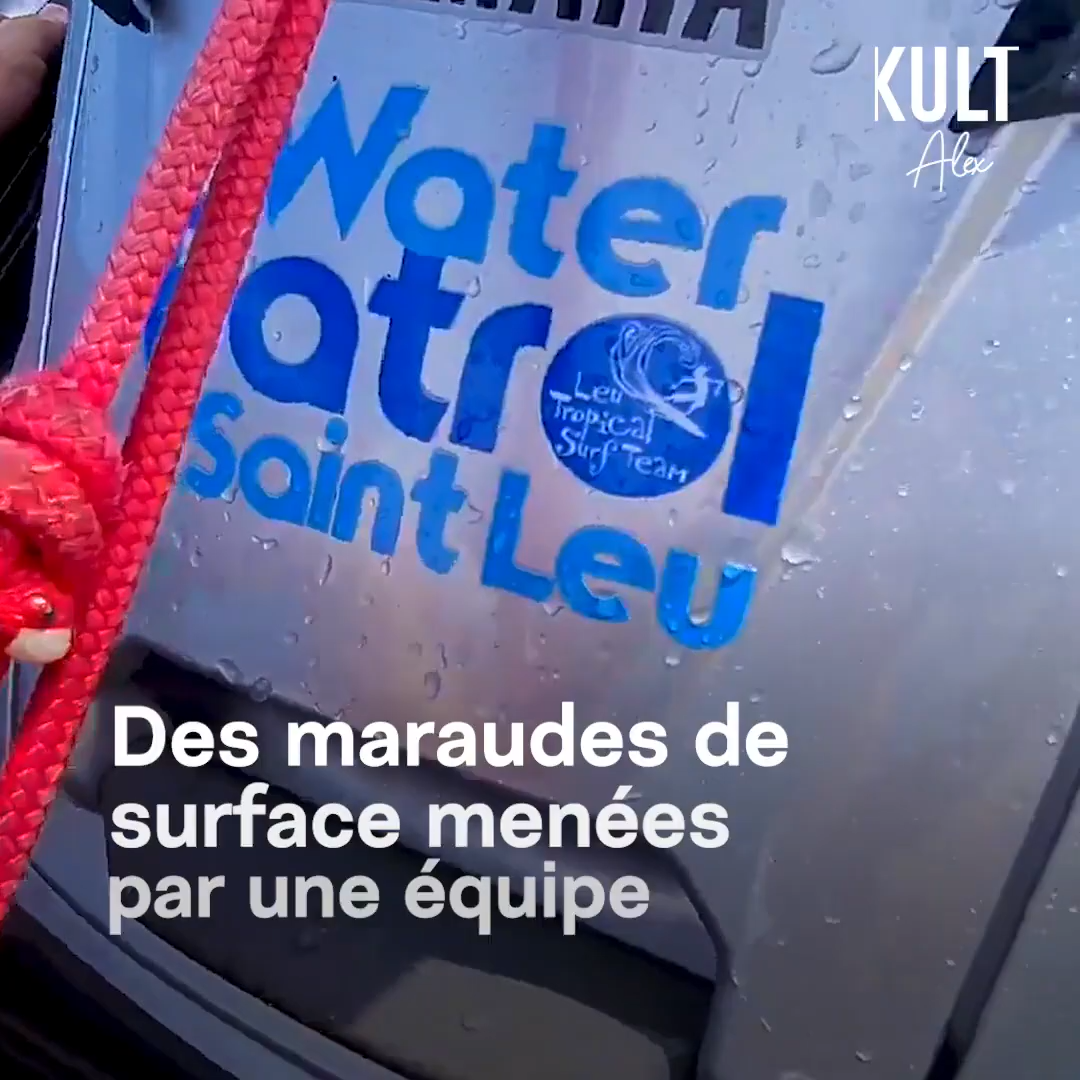 KULT
Alex
Water
atrol
Leu
Tropical
Surf Team
Saint Leu
Des maraudes de
surface menées
par une équipe